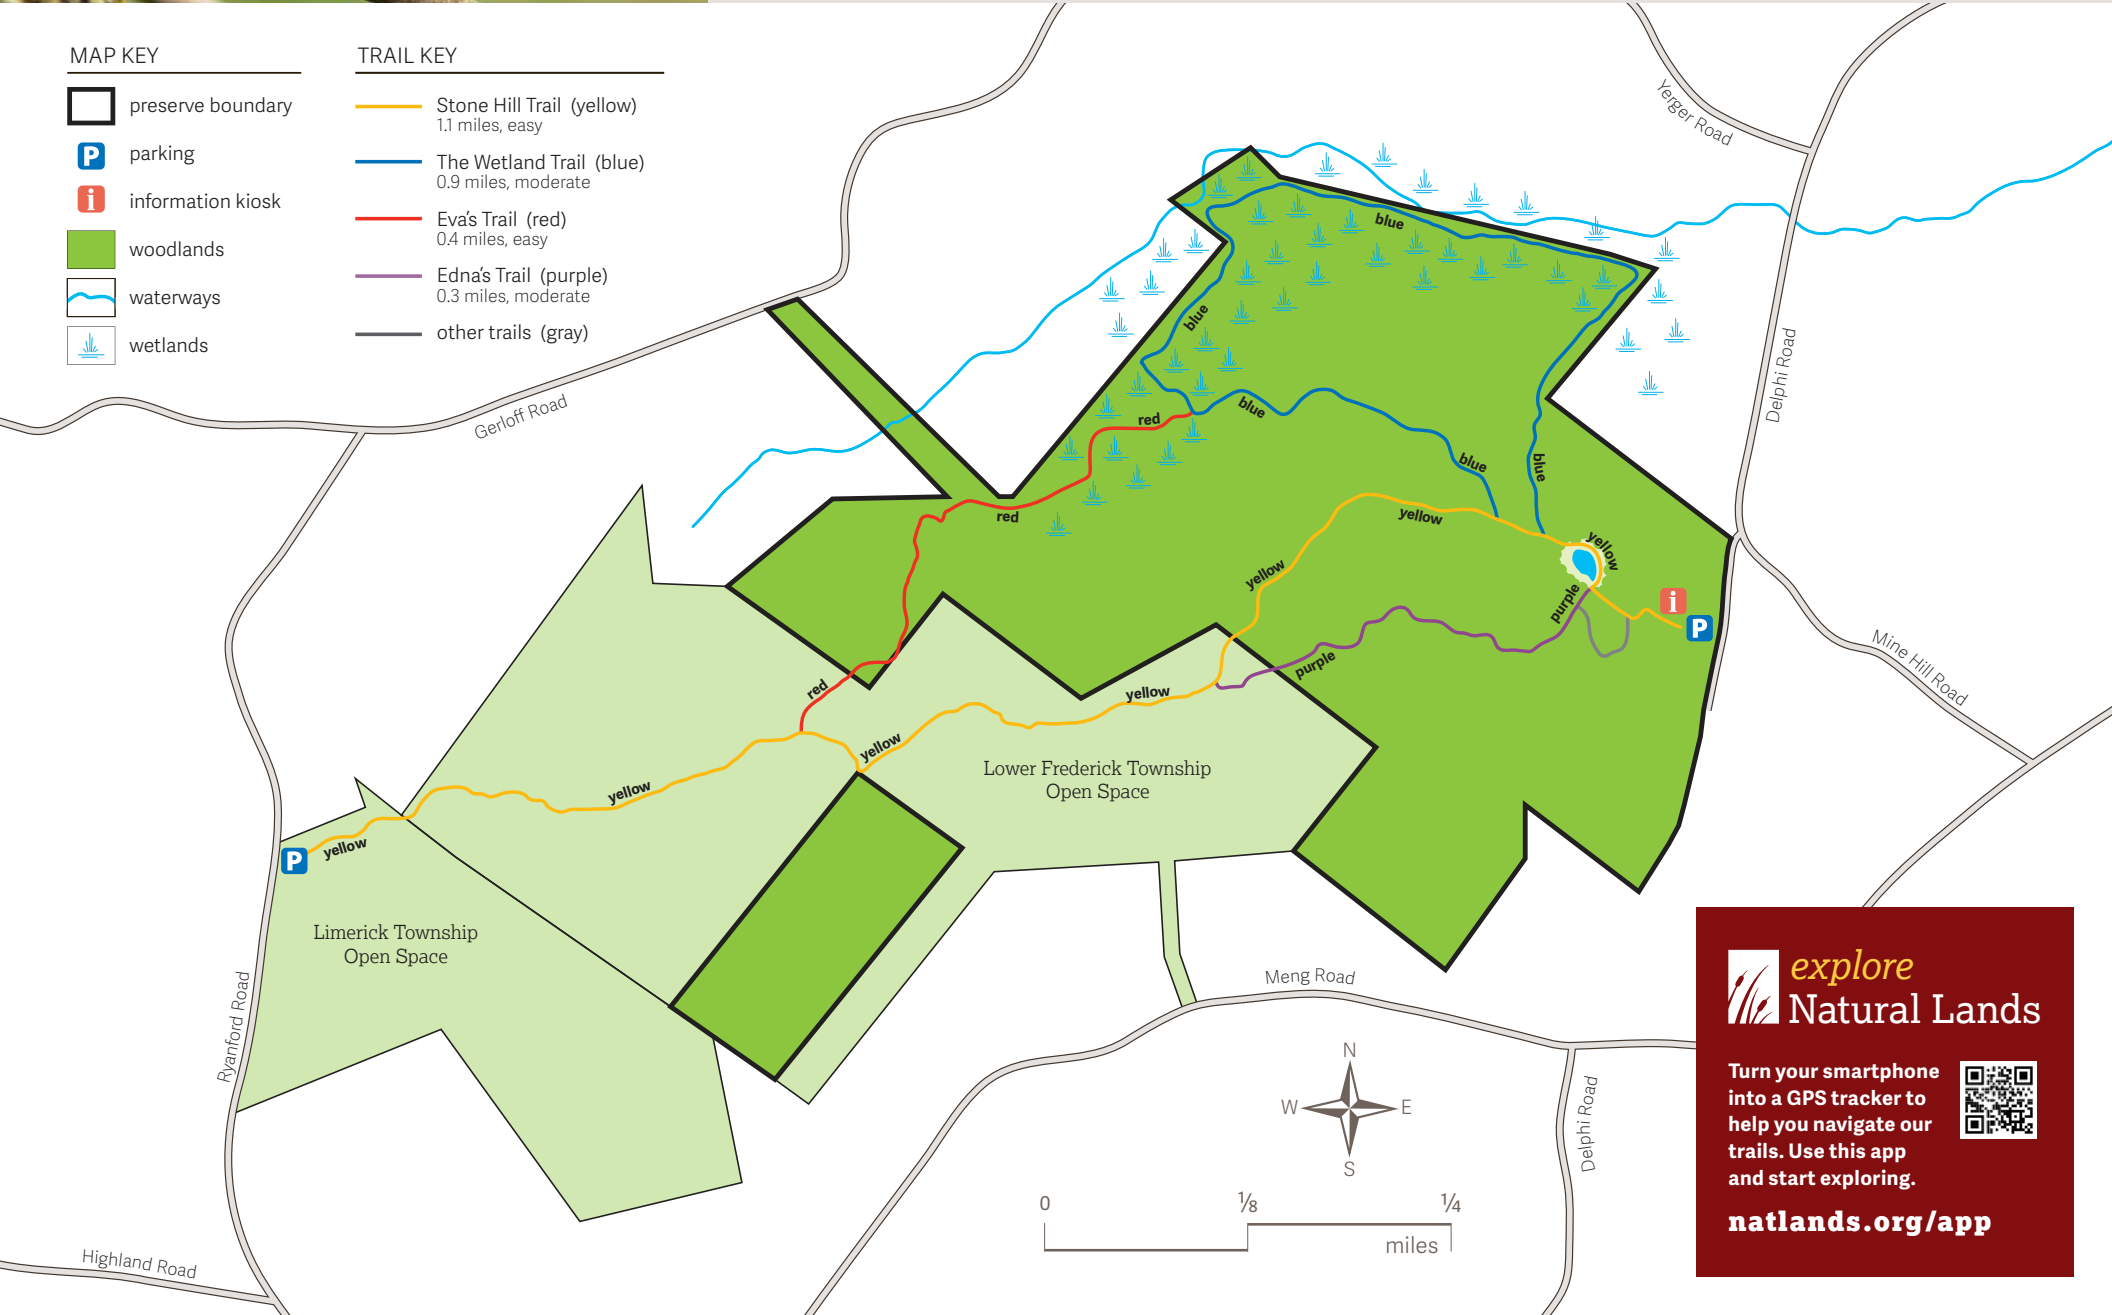 MAP KEY
preserve boundary
P
parking
i
information kiosk
woodlands
waterways
wetlands
TRAIL KEY
Stone Hill Trail (yellow)
1.1 miles, easy
The Wetland Trail (blue)
0.9 miles, moderate
Eva's Trail (red)
0.4 miles, easy
Edna's Trail (purple)
0.3 miles, moderate
other trails (gray)
Yerger Road
blue
blue
Delphi Road
Gerloff Road
red
blue
blue
blue
red
yellow
yellow
yellow
purple
i
P
purple
Mine Hill Road
red
yellow
yellow
yellow
Lower Frederick Township
Open Space
P
yellow
Limerick Township
Open Space
Ryanford Road
Meng Road
Delphi Road
Highland Road
N
W
E
S
0
1/8
1/4
miles
explore
Natural Lands
Turn your smartphone
into a GPS tracker to
help you navigate our
trails. Use this app
and start exploring.
natlands.org/app